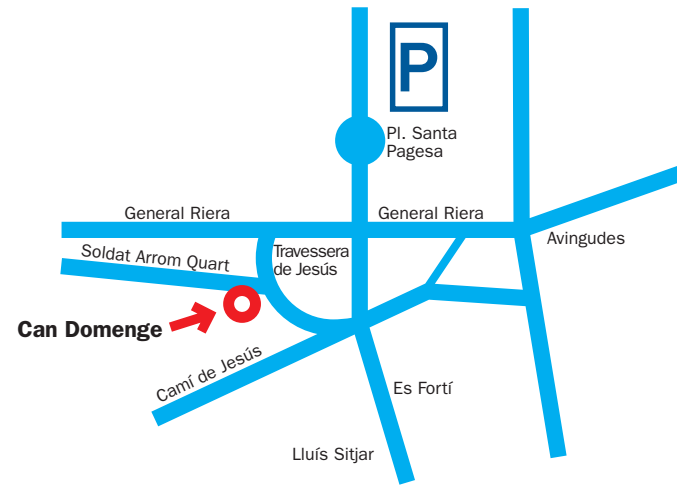 P
Pl. Santa
Pagesa
General Riera
General Riera
Avingudes
Soldat Arrom Quart
Travessera
de Jesús
Can Domenge
Camí de Jesús
Es Fortí
Lluís Sitjar